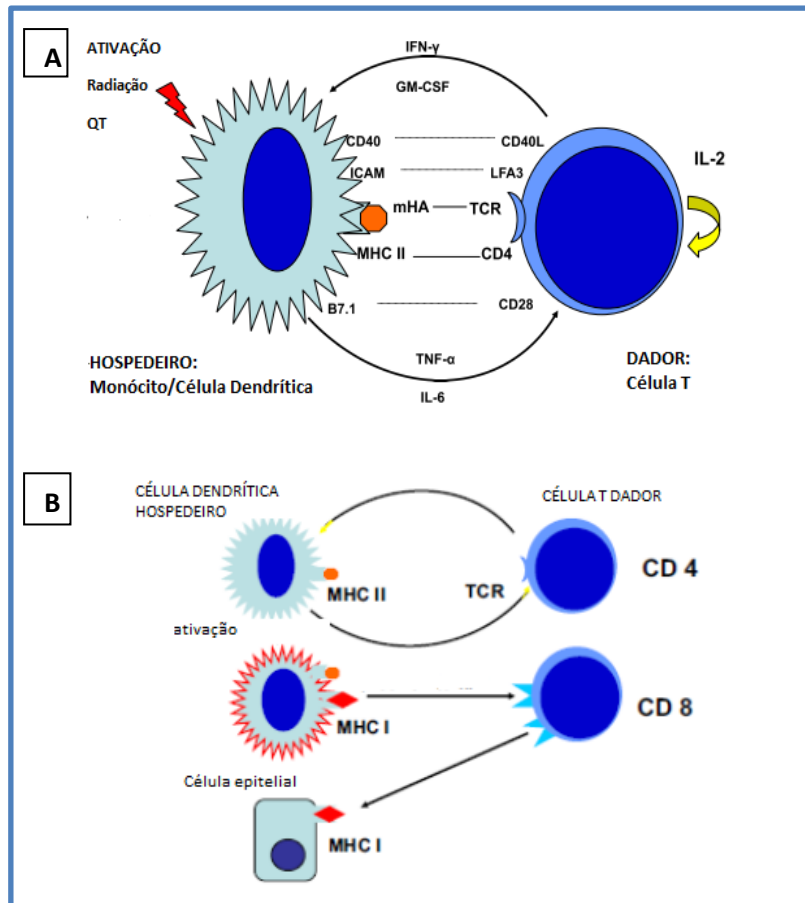 A
ATIVAÇÃO
Radiação
QT
IFN-γ
GM-CSF
CD40 CD40L
ICAM LFA3
mHA TCR
MHC II CD4
B7.1 CD28
IL-2
TNF-α
IL-6
HOSPEDEIRO:
Monócito/Célula Dendrítica
DADOR:
Célula T
B
CÉLULA DENDRÍTICA
HOSPEDEIRO
CÉLULA T DADOR
MHC II TCR
CD 4
ativação
MHC I
CD 8
Célula epitelial
MHC I